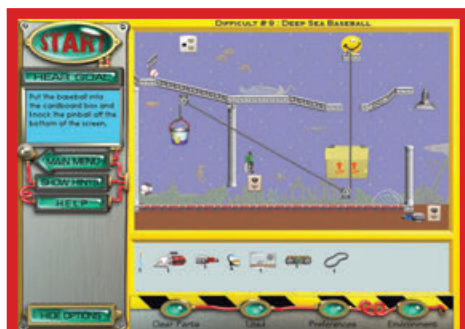 DIFFICULT #9 : DEEP SEA BASEBALL
START
HEAR GOAL
Put the baseball into
the cardboard box and
knock the pinball off the
bottom of the screen.
MAIN MENU
SHOW HINTS
HELP
HIDE OPTIONS
Clear Parts
Load
Preferences
Environment